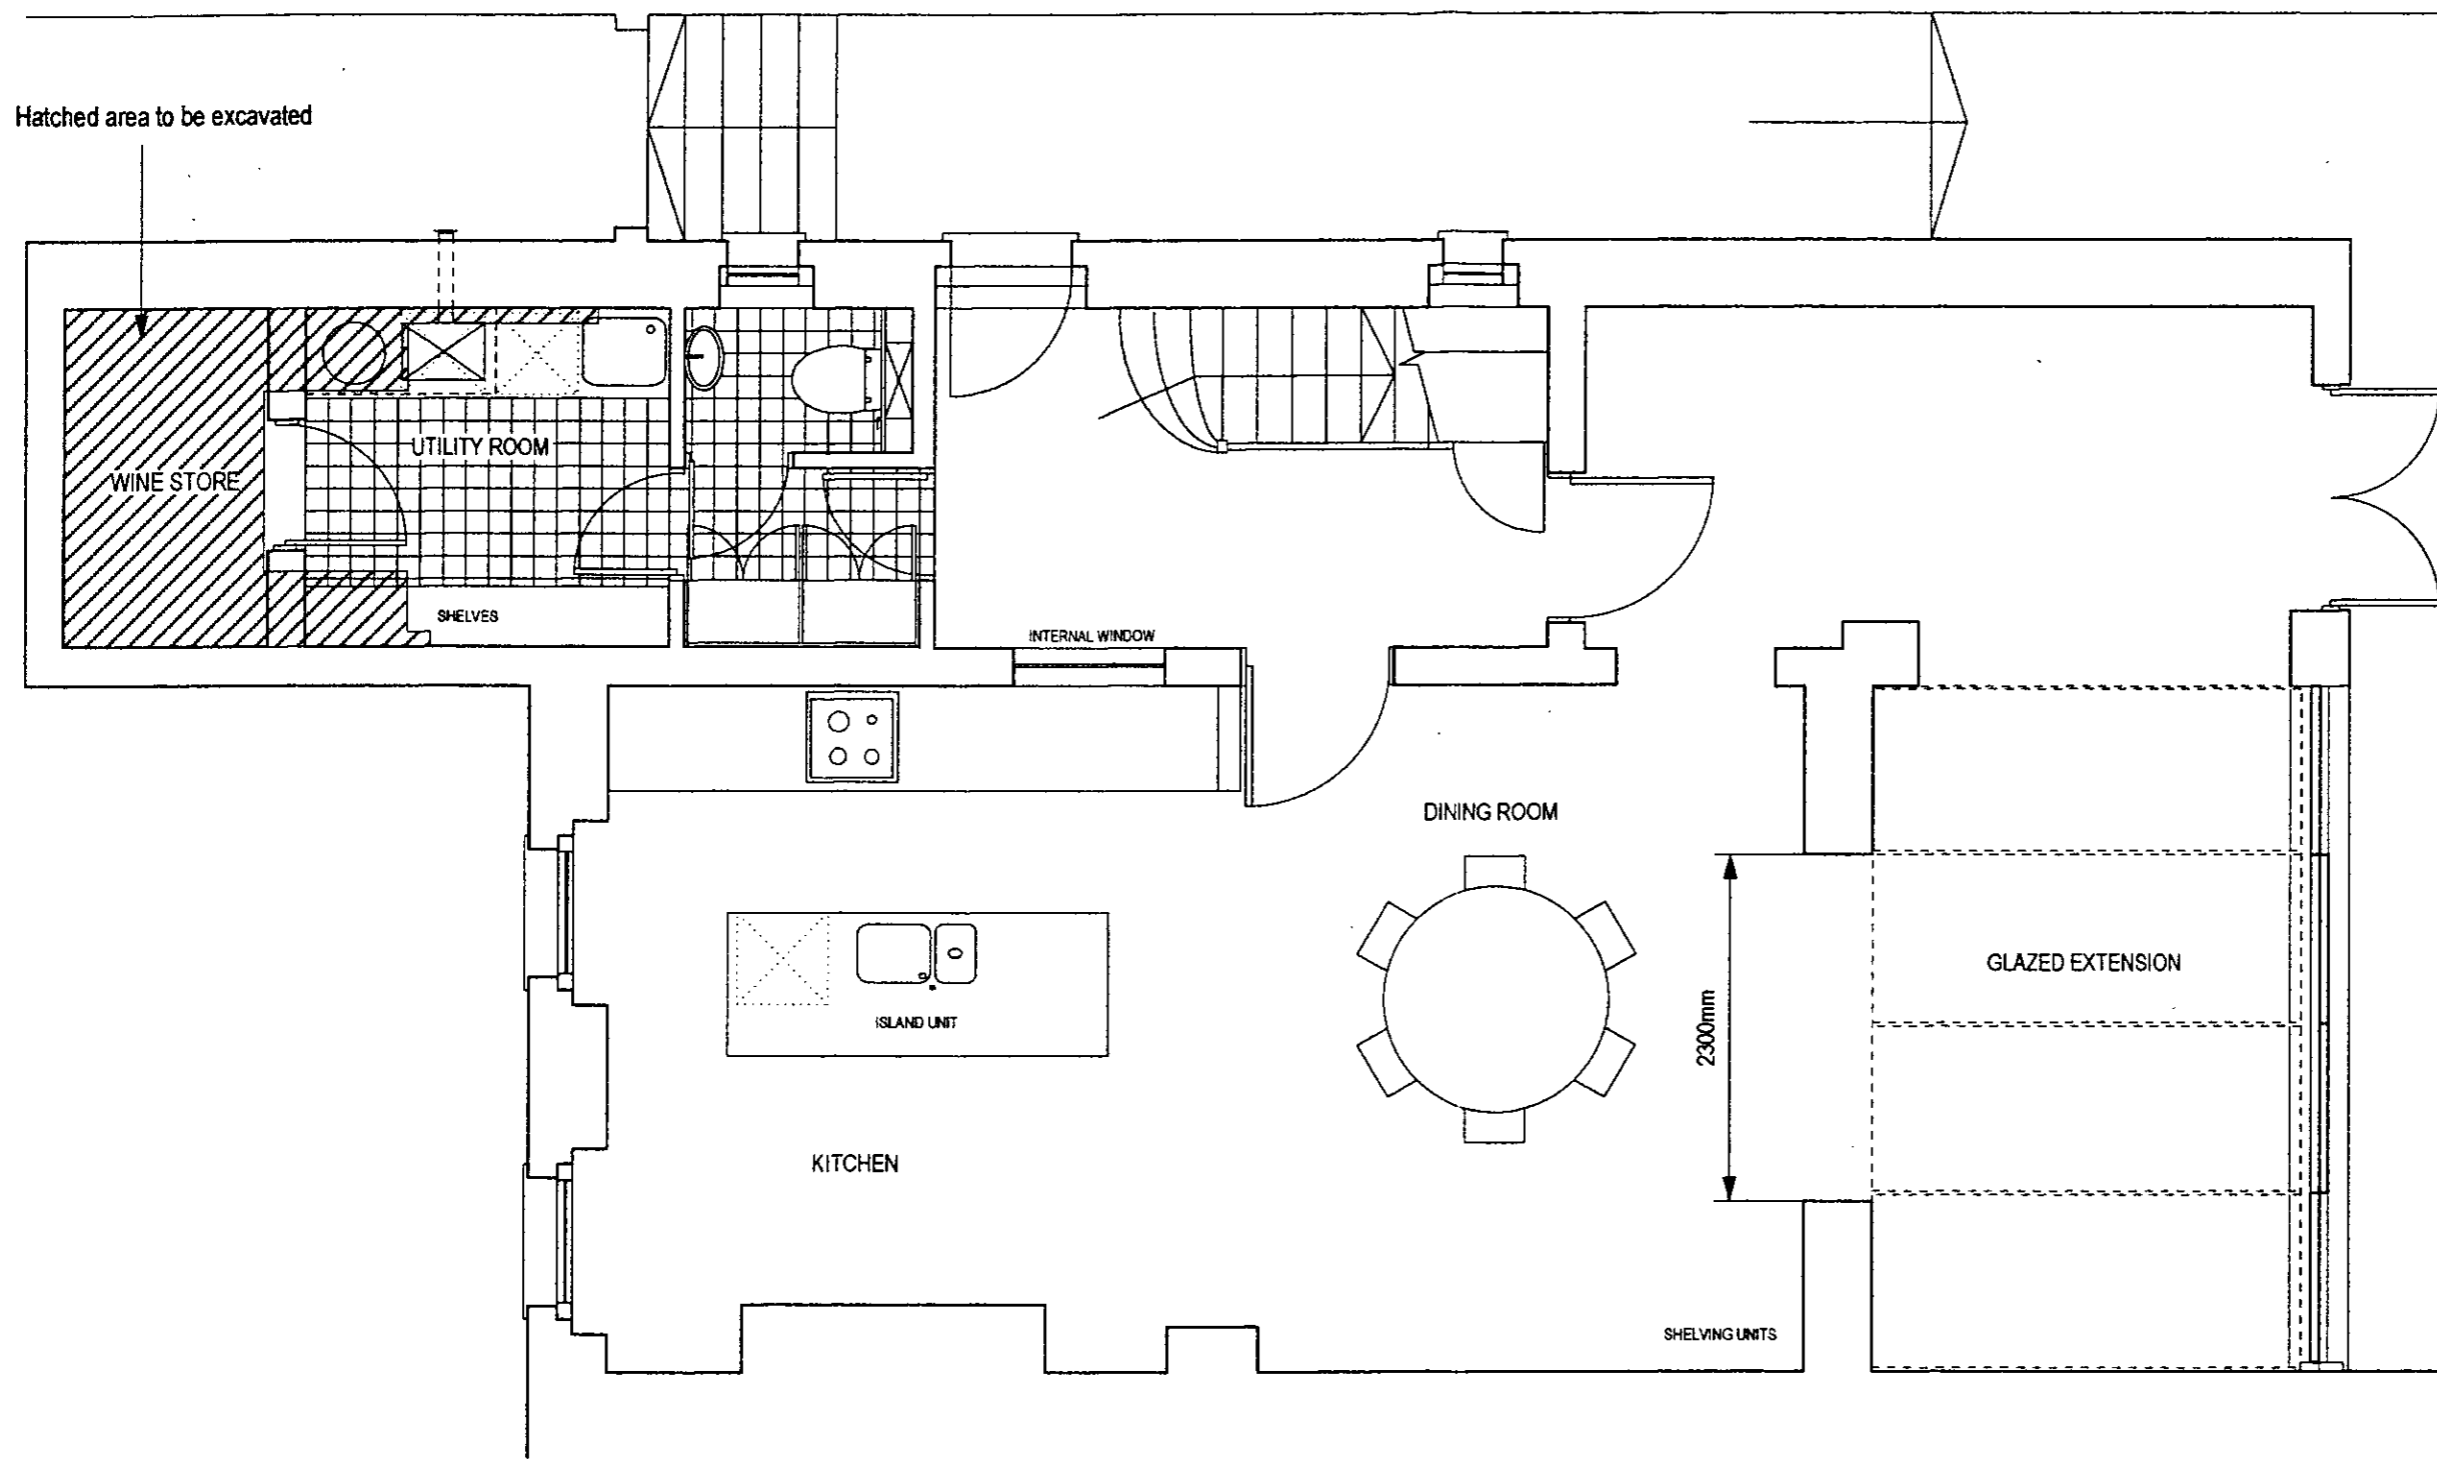 Hatched area to be excavated
UTILITY ROOM
WINE STORE
SHELVES
INTERNAL WINDOW
DINING ROOM
GLAZED EXTENSION
2300mm
ISLAND UNIT
KITCHEN
SHELVING UNITS